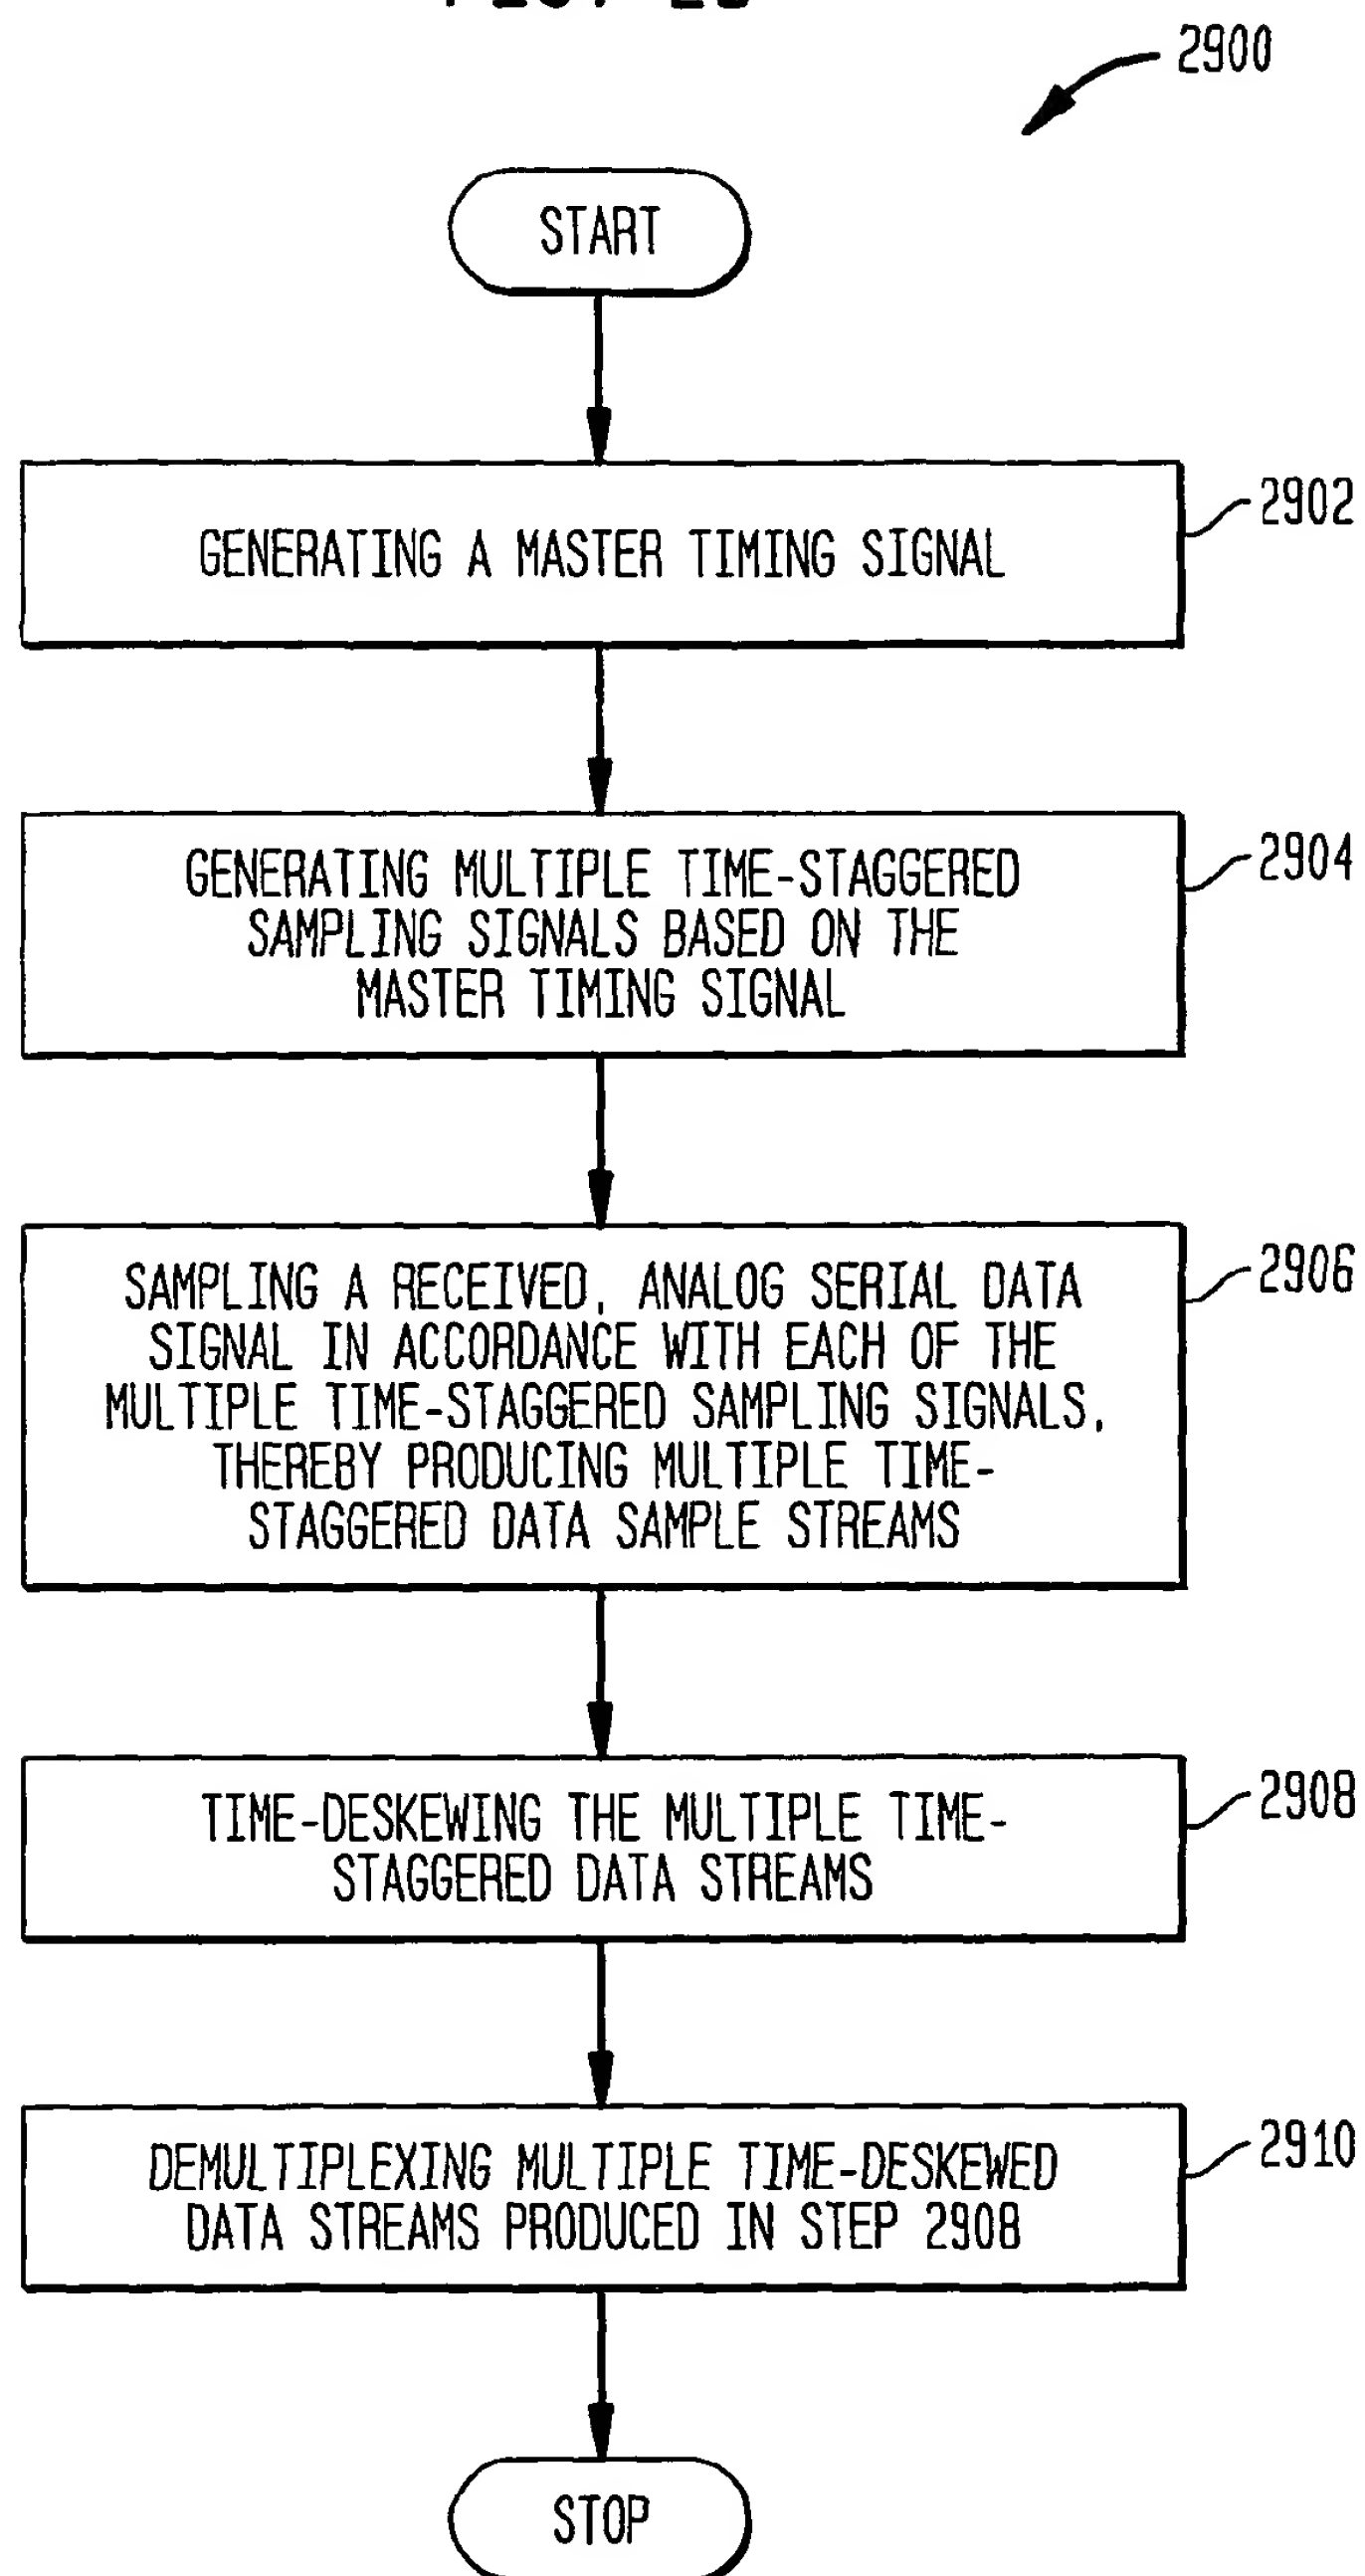 2900
START
2902
GENERATING A MASTER TIMING SIGNAL
2904
GENERATING MULTIPLE TIME-STAGGERED
SAMPLING SIGNALS BASED ON THE
MASTER TIMING SIGNAL
2906
SAMPLING A RECEIVED, ANALOG SERIAL DATA
SIGNAL IN ACCORDANCE WITH EACH OF THE
MULTIPLE TIME-STAGGERED SAMPLING SIGNALS,
THEREBY PRODUCING MULTIPLE TIME-
STAGGERED DATA SAMPLE STREAMS
2908
TIME-DESKEWING THE MULTIPLE TIME-
STAGGERED DATA STREAMS
2910
DEMULTIPLEXING MULTIPLE TIME-DESKEWED
DATA STREAMS PRODUCED IN STEP 2908
STOP